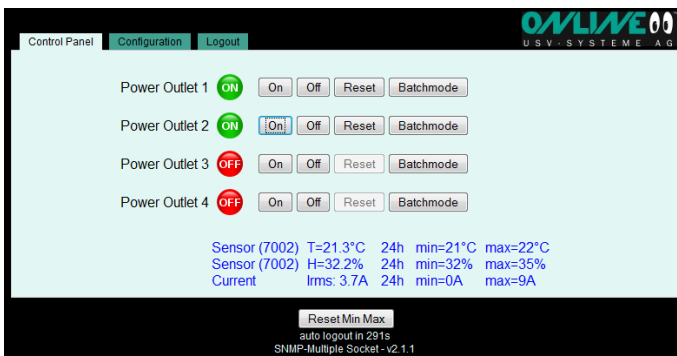 ONLINE
USV-SYSTEME AG
Control Panel Configuration Logout
Power Outlet 1 ON On Off Reset Batchmode
Power Outlet 2 ON On Off Reset Batchmode
Power Outlet 3 OFF On Off Reset Batchmode
Power Outlet 4 OFF On Off Reset Batchmode
Sensor (7002) T=21.3°C 24h min=21°C max=22°C
Sensor (7002) H=32.2% 24h min=32% max=35%
Current Irms: 3.7A 24h min=0A max=9A
Reset Min Max
auto logout in 291s
SNMP-Multiple Socket - v2.1.1